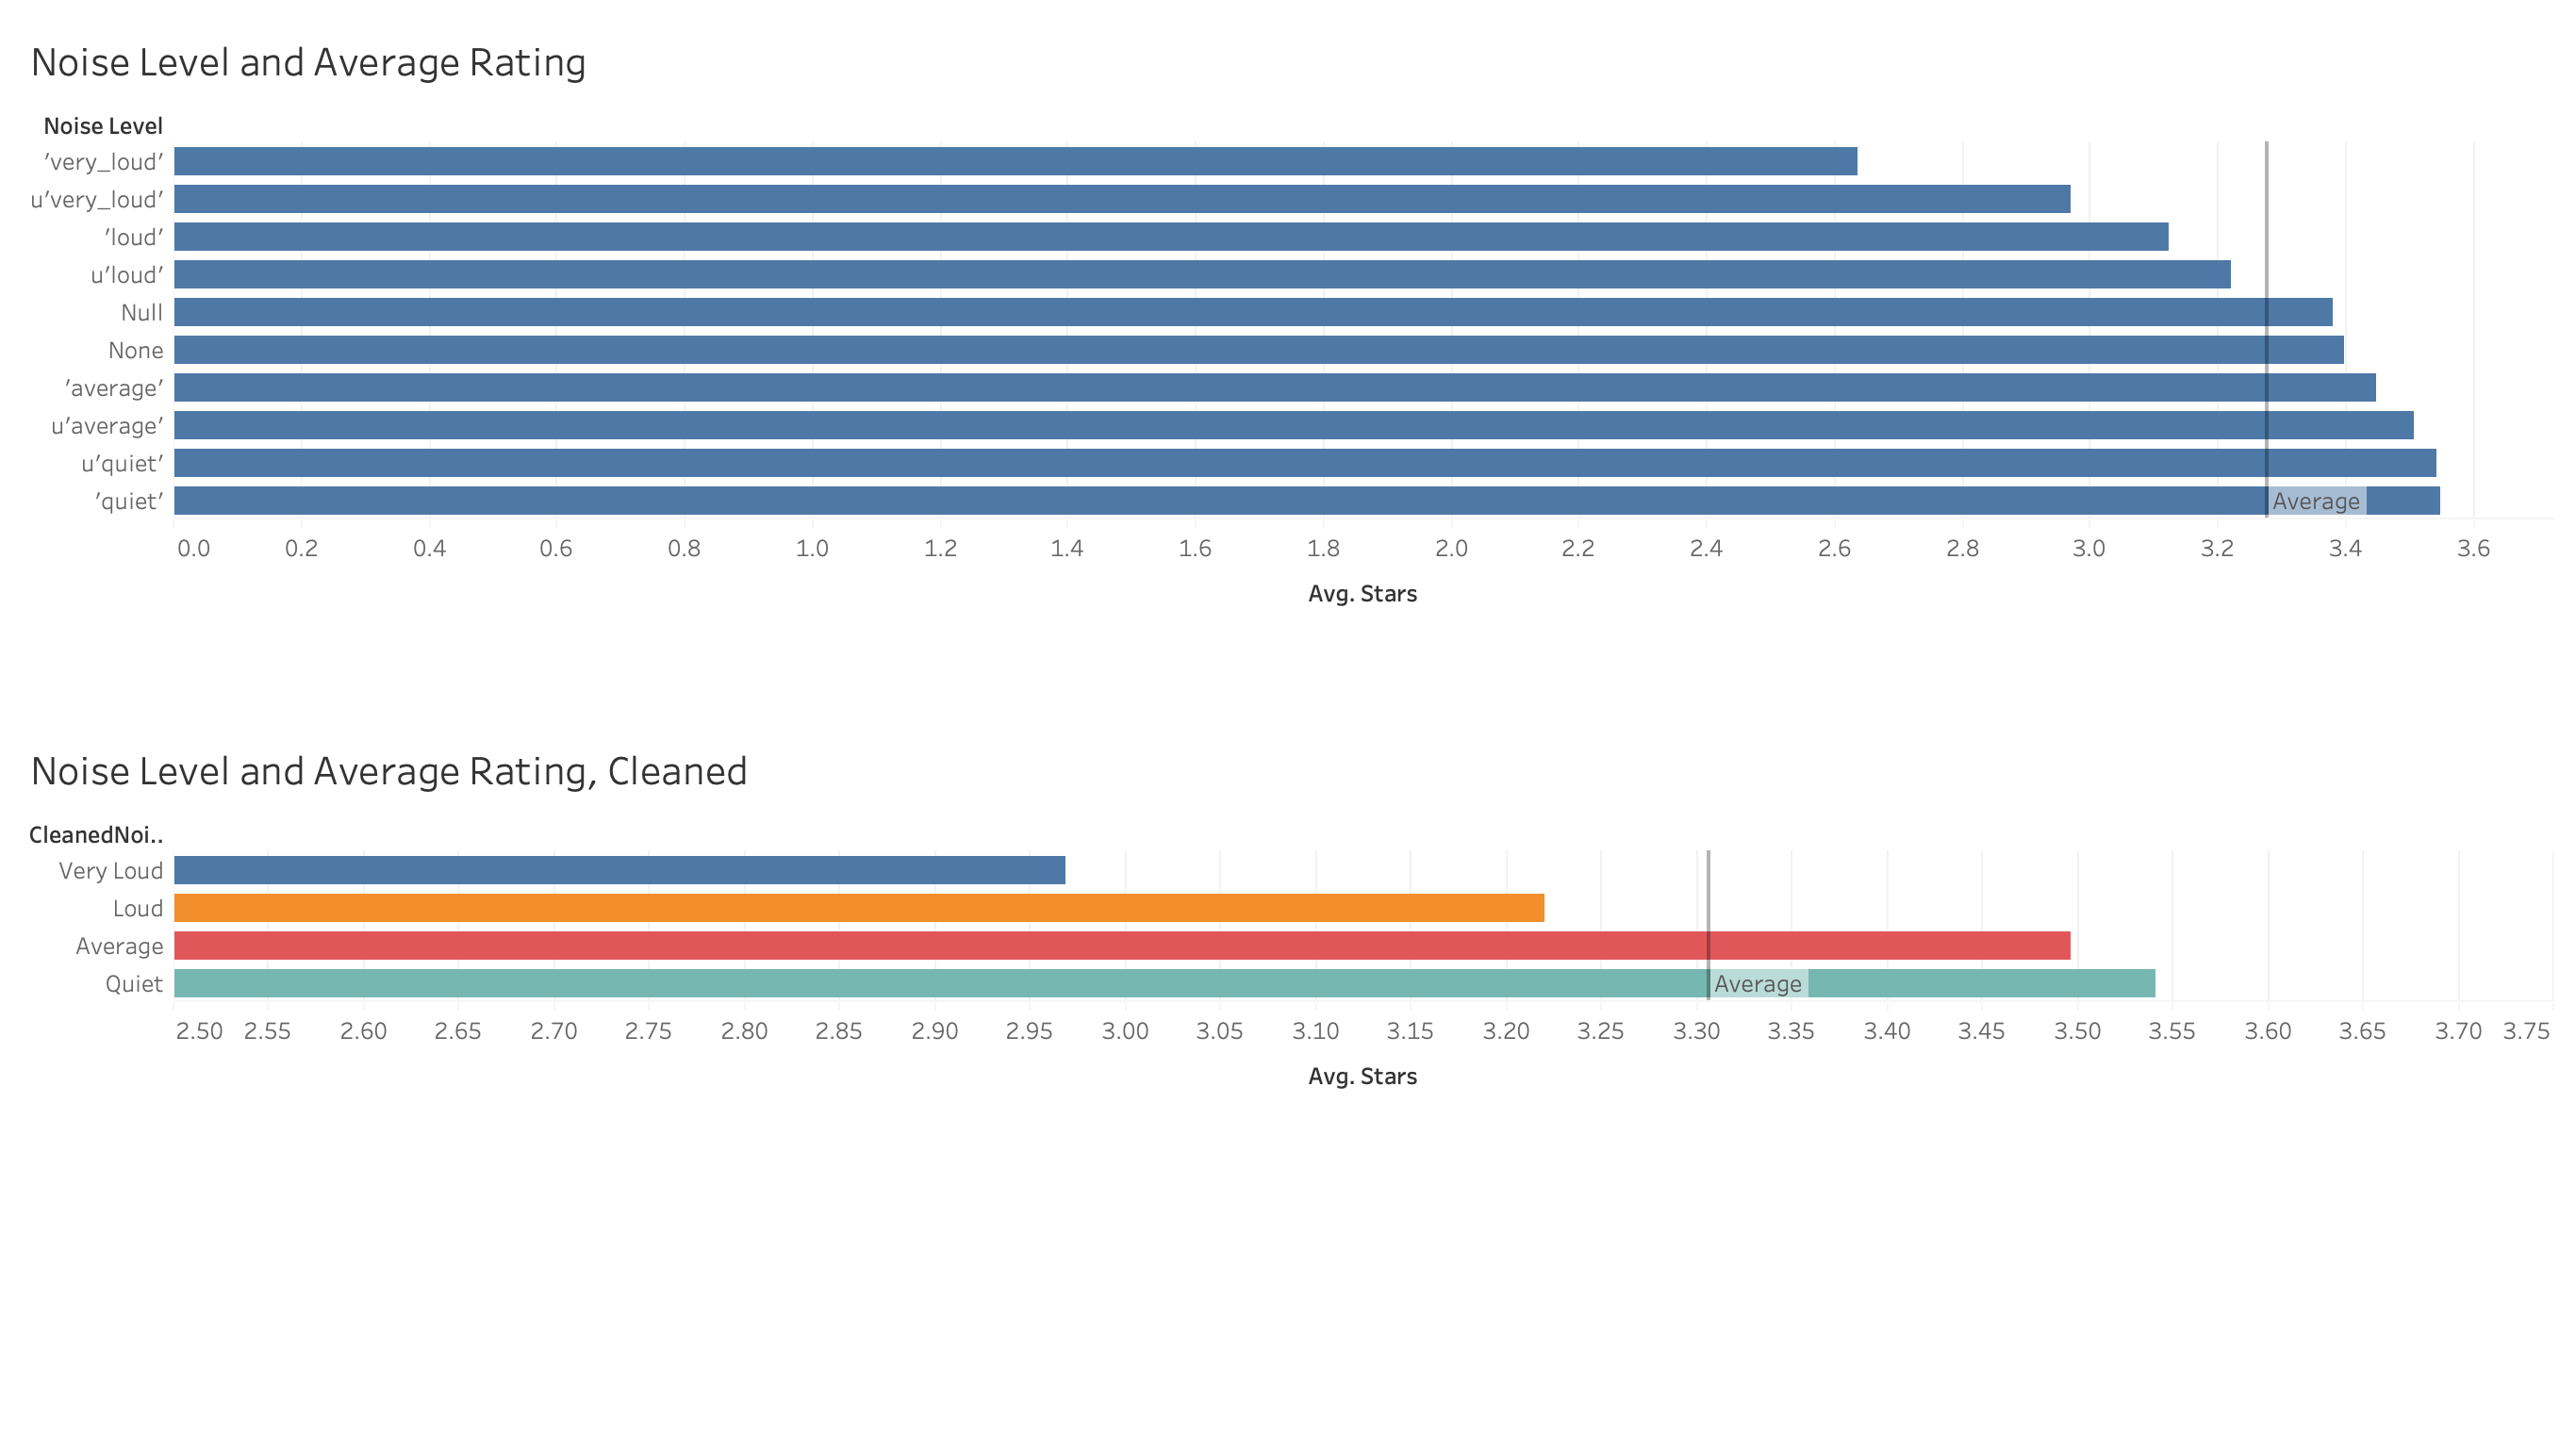 Noise Level and Average Rating
Noise Level
’very_loud’
u’very_loud’
’loud’
u’loud’
Null
None
’average’
u’average’
u’quiet’
’quiet’
Average
0.0 0.2 0.4 0.6 0.8 1.0 1.2 1.4 1.6 1.8 2.0 2.2 2.4 2.6 2.8 3.0 3.2 3.4 3.6
Avg. Stars
Noise Level and Average Rating, Cleaned
CleanedNoi..
Very Loud
Loud
Average
Quiet
Average
2.50 2.55 2.60 2.65 2.70 2.75 2.80 2.85 2.90 2.95 3.00 3.05 3.10 3.15 3.20 3.25 3.30 3.35 3.40 3.45 3.50 3.55 3.60 3.65 3.70 3.75
Avg. Stars